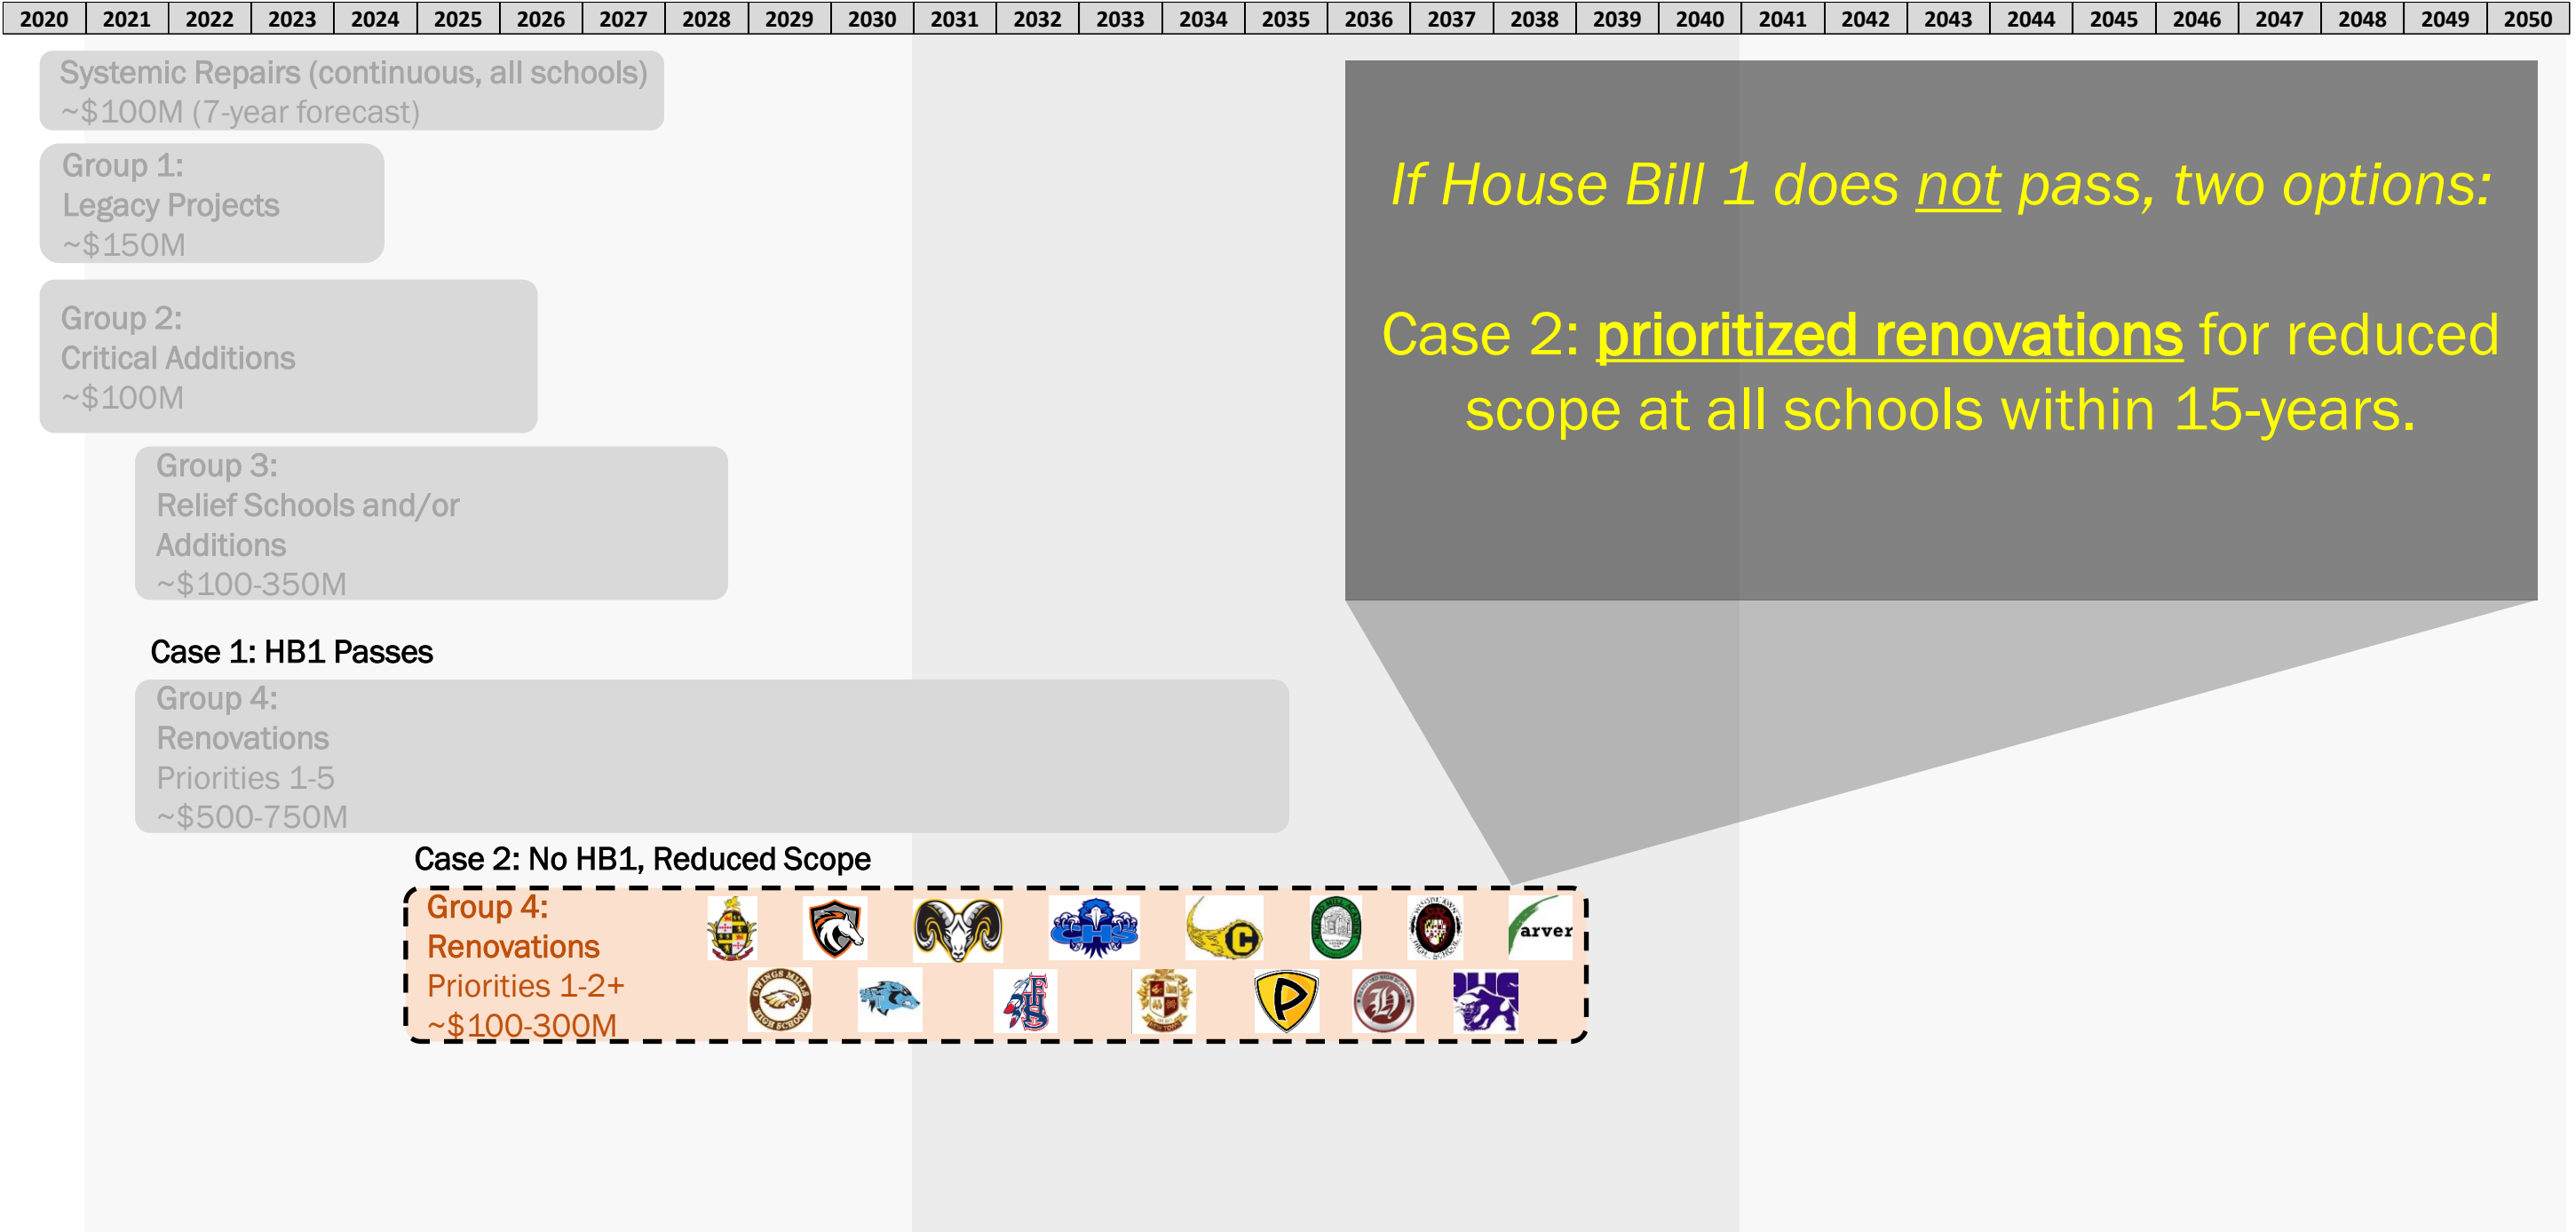 2020 2021 2022 2023 2024 2025 2026 2027 2028 2029 2030 2031 2032 2033 2034 2035 2036 2037 2038 2039 2040 2041 2042 2043 2044 2045 2046 2047 2048 2049 2050
Systemic Repairs (continuous, all schools)
~$100M (7-year forecast)
Group 1:
Legacy Projects
~$150M
Group 2:
Critical Additions
~$100M
Group 3:
Relief Schools and/or
Additions
~$100-350M
If House Bill 1 does not pass, two options:
Case 2: prioritized renovations for reduced
scope at all schools within 15-years.
Case 1: HB1 Passes
Group 4:
Renovations
Priorities 1-5
~$500-750M
Case 2: No HB1, Reduced Scope
Group 4:
Renovations
Priorities 1-2+
~$100-300M
CHS
C
arver
OWINGS MILLS
HIGH SCHOOL
P
H